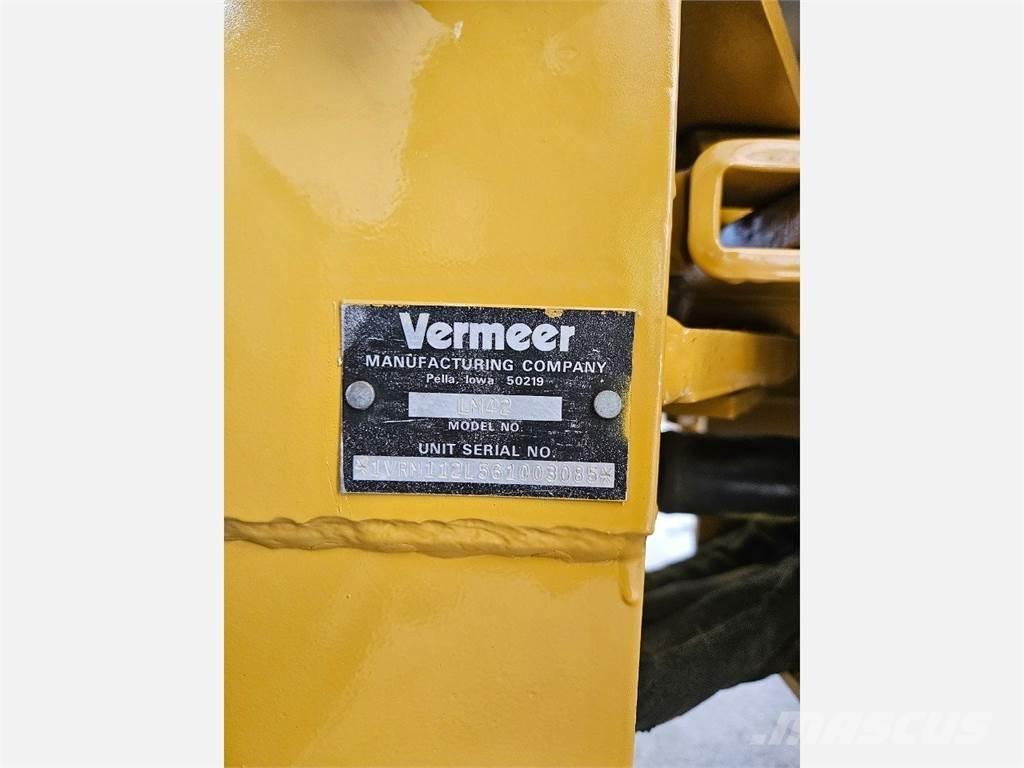 Vermeer
MANUFACTURING COMPANY
Pella, Iowa 50219
LM42
MODEL NO.
UNIT SERIAL NO.
*1VRN112L561003085*
MASCUS